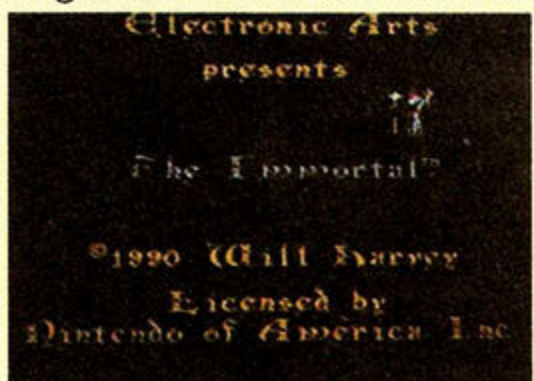 Electronic Arts
presents
The Immortal™
©1990 Will Harvey
Licensed by
Nintendo of America Inc